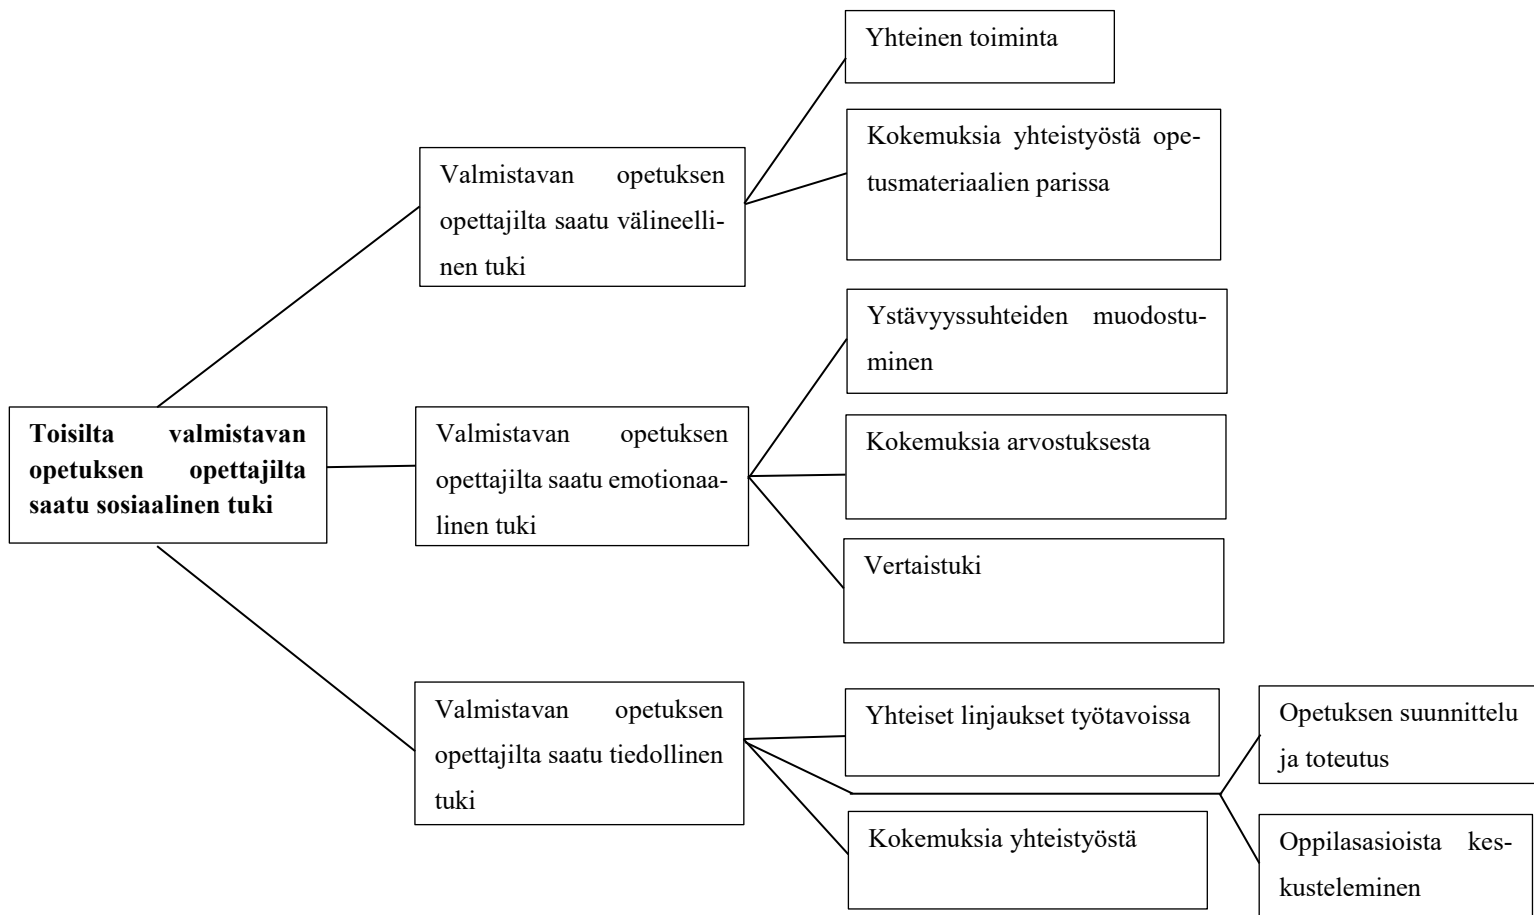 Yhteinen toiminta
Kokemuksia yhteistyöstä ope-
tusmateriaalien parissa
Valmistavan opetuksen
opettajilta saatu välineelli-
nen tuki
Ystävyyssuhteiden muodostu-
minen
Toisilta valmistavan
opetuksen opettajilta
saatu sosiaalinen tuki
Valmistavan opetuksen
opettajilta saatu emotionaa-
linen tuki
Kokemuksia arvostuksesta
Vertaistuki
Valmistavan opetuksen
opettajilta saatu tiedollinen
tuki
Yhteiset linjaukset työtavoissa
Opetuksen suunnittelu
ja toteutus
Kokemuksia yhteistyöstä
Oppilasasioista kes-
kusteleminen